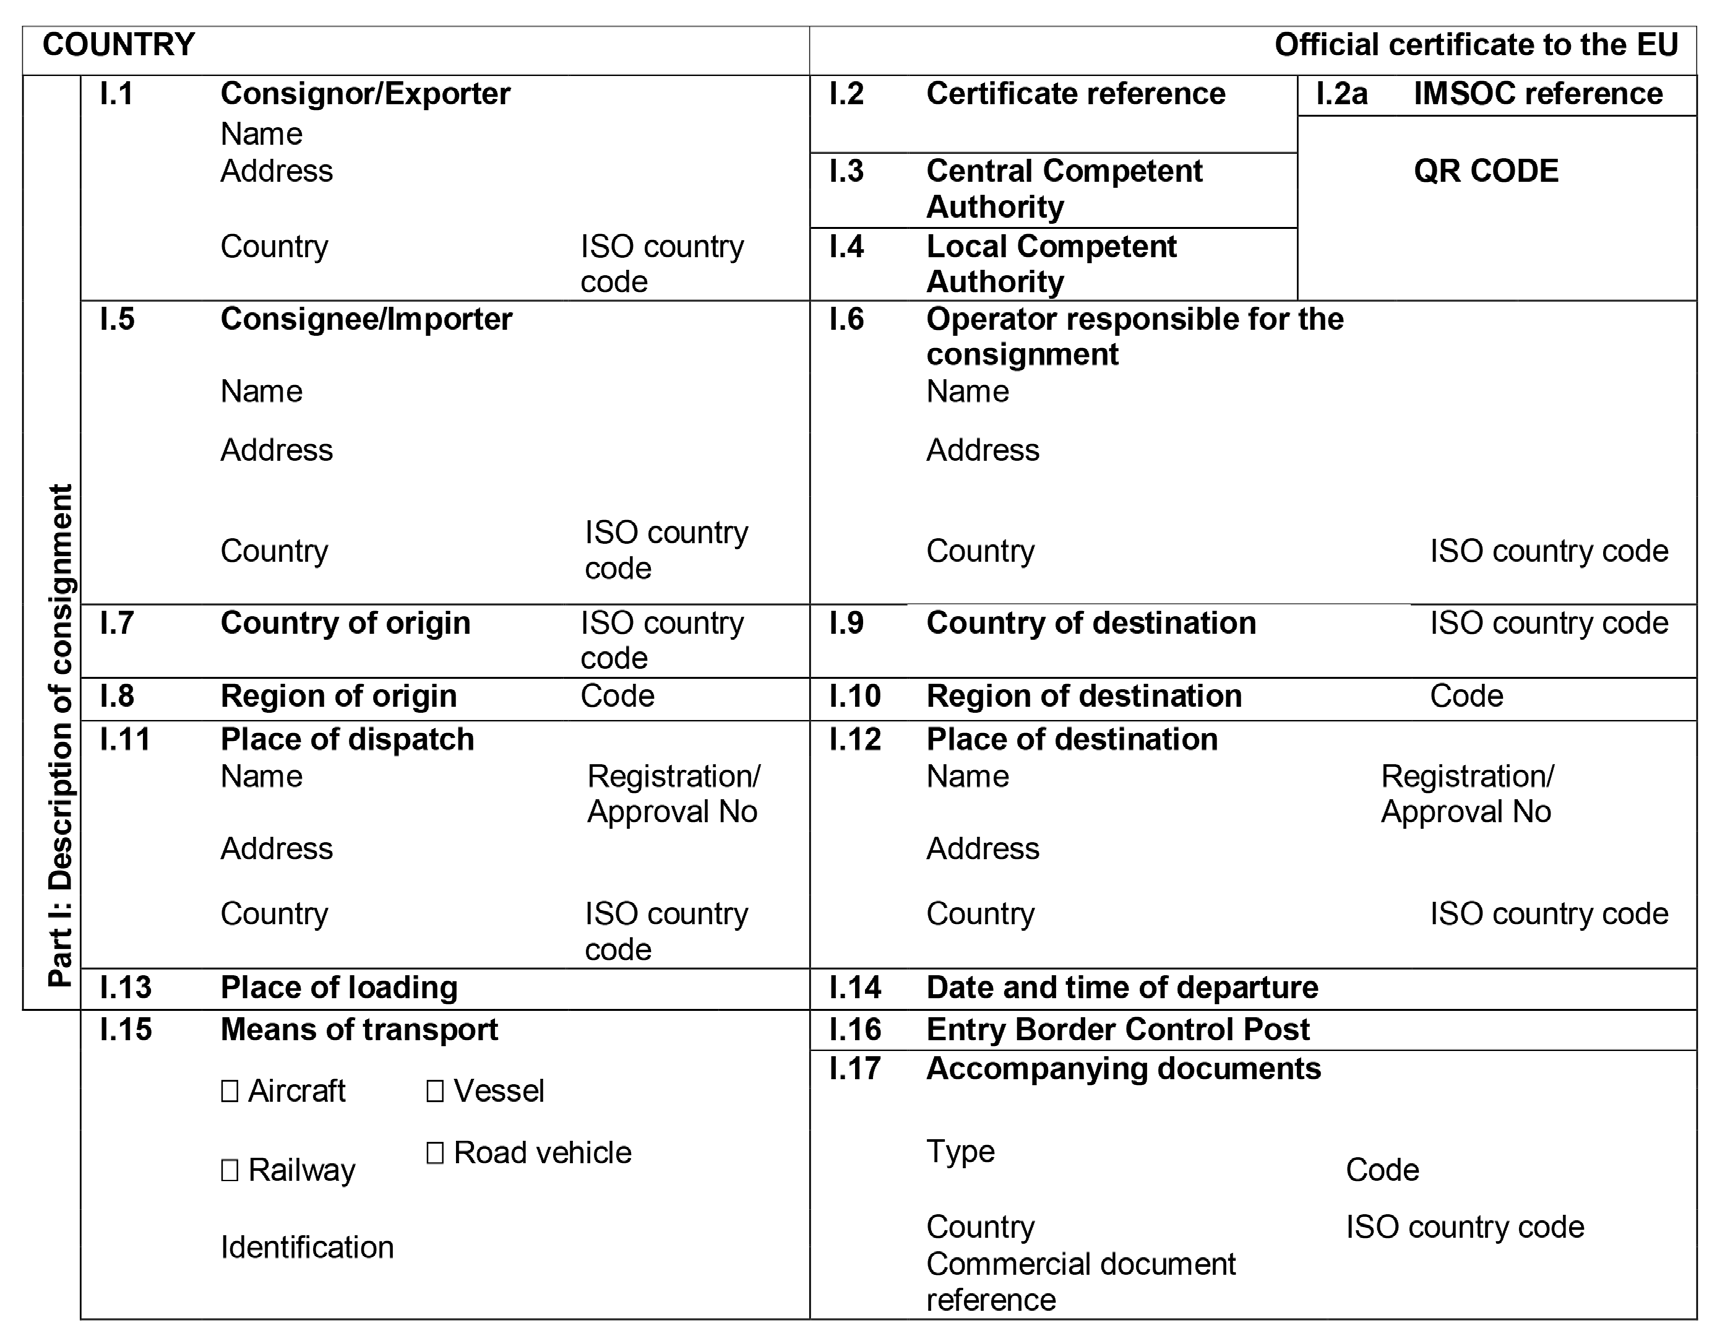 COUNTRY
Official certificate to the EU
Part I: Description of consignment
I.1 Consignor/Exporter
Name
Address
Country ISO country
code
I.2 Certificate reference
I.2a IMSOC reference
QR CODE
I.3 Central Competent
Authority
I.4 Local Competent
Authority
I.5 Consignee/Importer
Name
Address
Country ISO country
code
I.6 Operator responsible for the
consignment
Name
Address
Country ISO country code
I.7 Country of origin ISO country
code
I.9 Country of destination ISO country code
I.8 Region of origin Code
I.10 Region of destination Code
I.11 Place of dispatch
Name Registration/
Approval No
Address
Country ISO country
code
I.12 Place of destination
Name Registration/
Approval No
Address
Country ISO country code
I.13 Place of loading
I.14 Date and time of departure
I.15 Means of transport
☐ Aircraft ☐ Vessel
☐ Railway ☐ Road vehicle
Identification
I.16 Entry Border Control Post
I.17 Accompanying documents
Type Code
Country ISO country code
Commercial document
reference